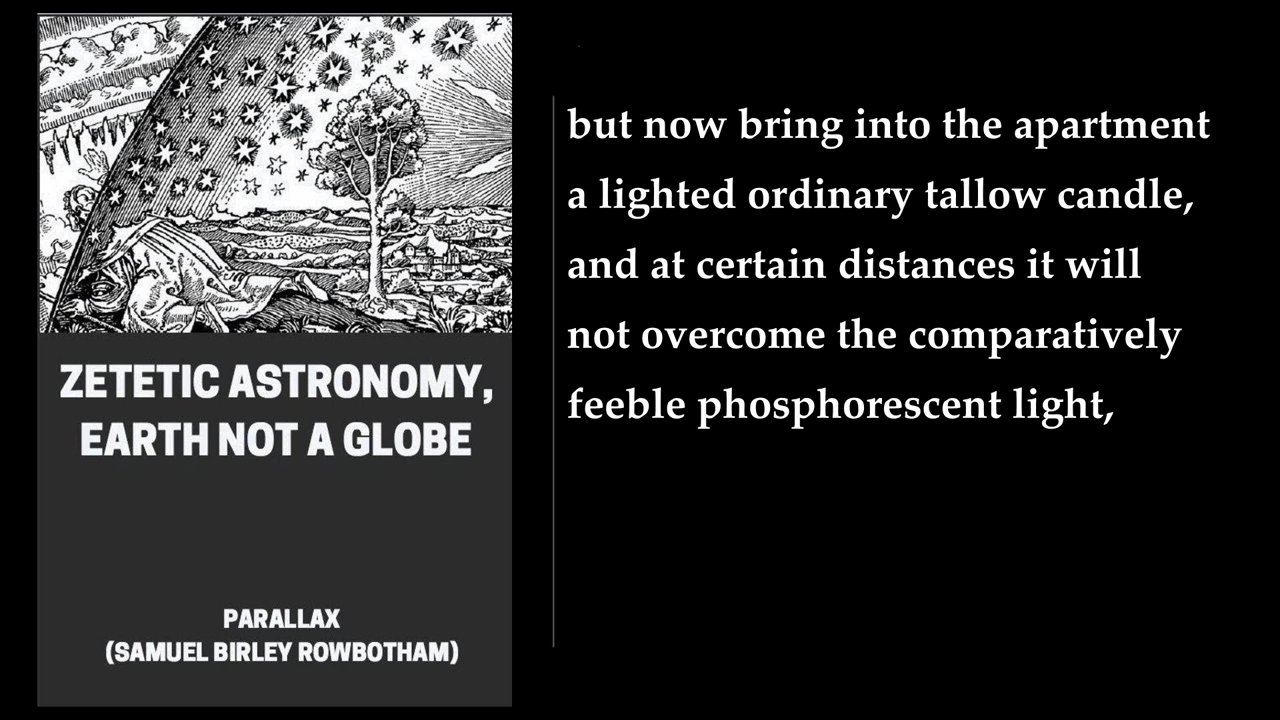 ZETETIC ASTRONOMY,
EARTH NOT A GLOBE
PARALLAX
(SAMUEL BIRLEY ROWBOTHAM)
but now bring into the apartment
a lighted ordinary tallow candle,
and at certain distances it will
not overcome the comparatively
feeble phosphorescent light,